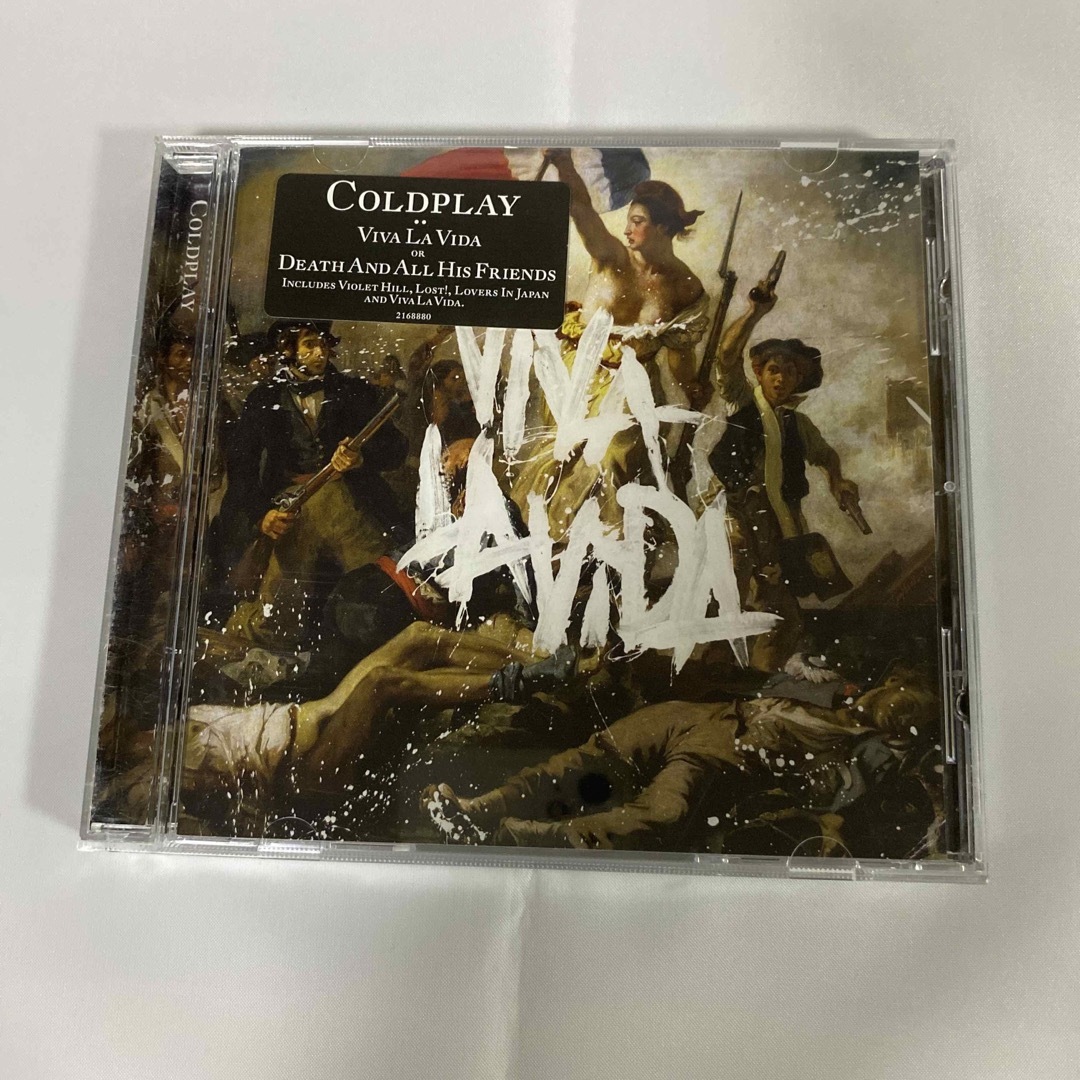 COLDPLAY
VIVA LA VIDA
OR
DEATH AND ALL HIS FRIENDS
INCLUDES VIOLET HILL, LOST!, LOVERS IN JAPAN
AND VIVA LA VIDA.
2168880
COLDPLAY
VIVA
LA VIDA